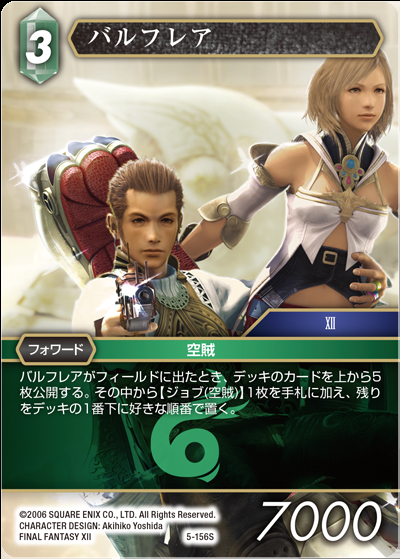 3
バルフレア
XII
フォワード
空賊
バルフレアがフィールドに出たとき、デッキのカードを上から5
枚公開する。その中から【ジョブ(空賊)】1枚を手札に加え、残り
をデッキの1番下に好きな順番で置く。
©2006 SQUARE ENIX CO., LTD. All Rights Reserved.
CHARACTER DESIGN: Akihiko Yoshida
FINAL FANTASY XII
5-156S
7000